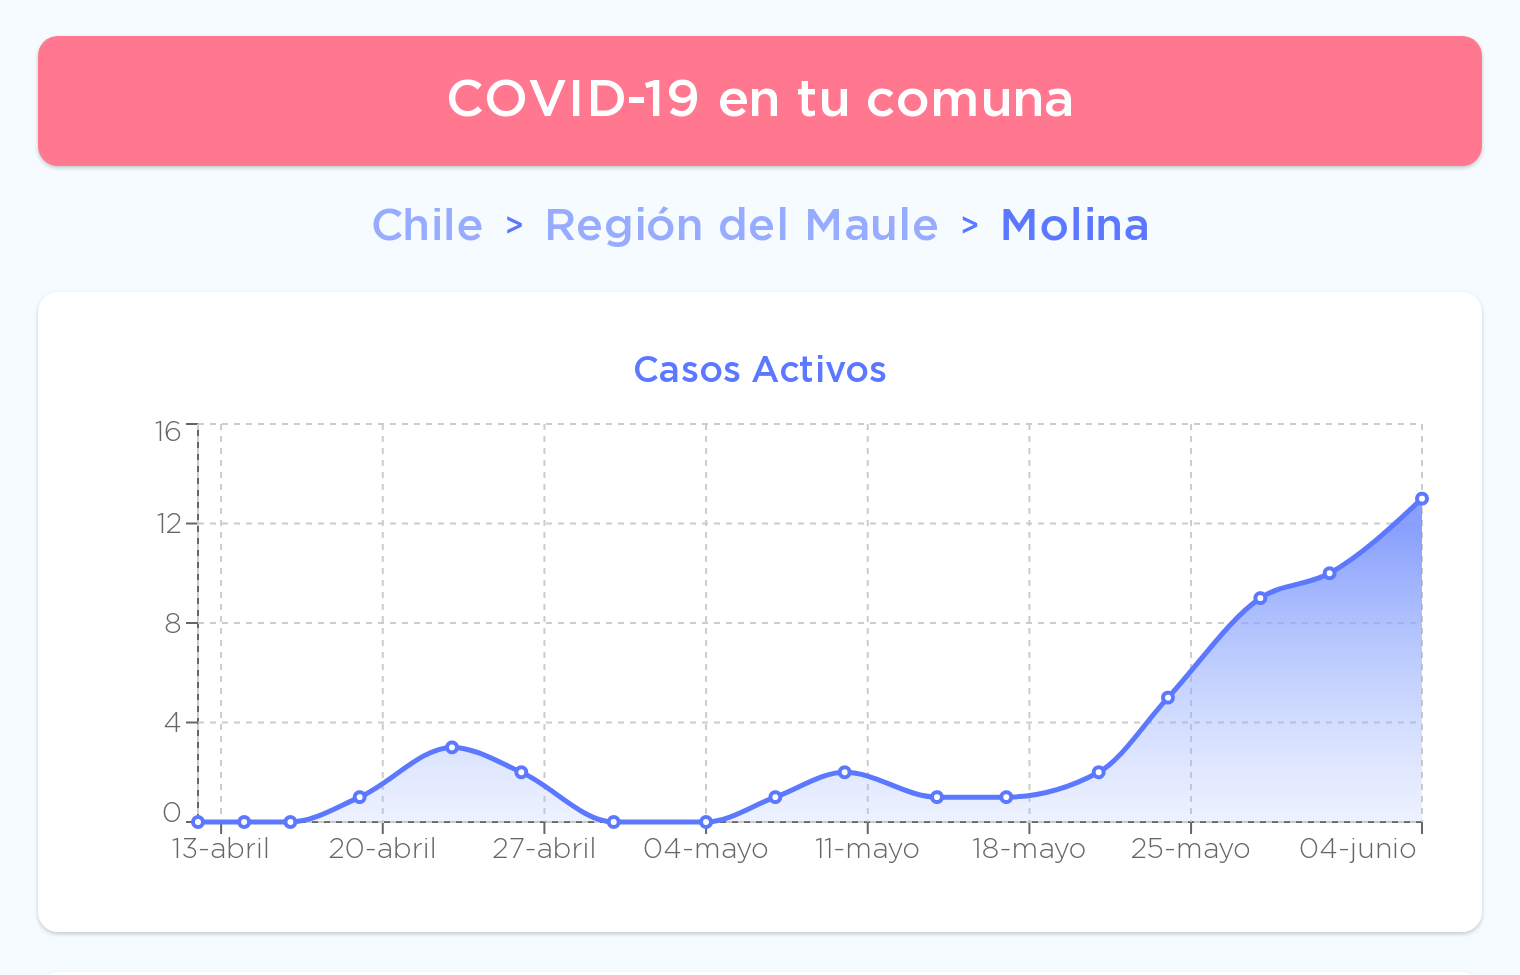 COVID-19 en tu comuna
Chile > Región del Maule > Molina
Casos Activos
16
12
8
4
0
13-abril 20-abril 27-abril 04-mayo 11-mayo 18-mayo 25-mayo 04-junio